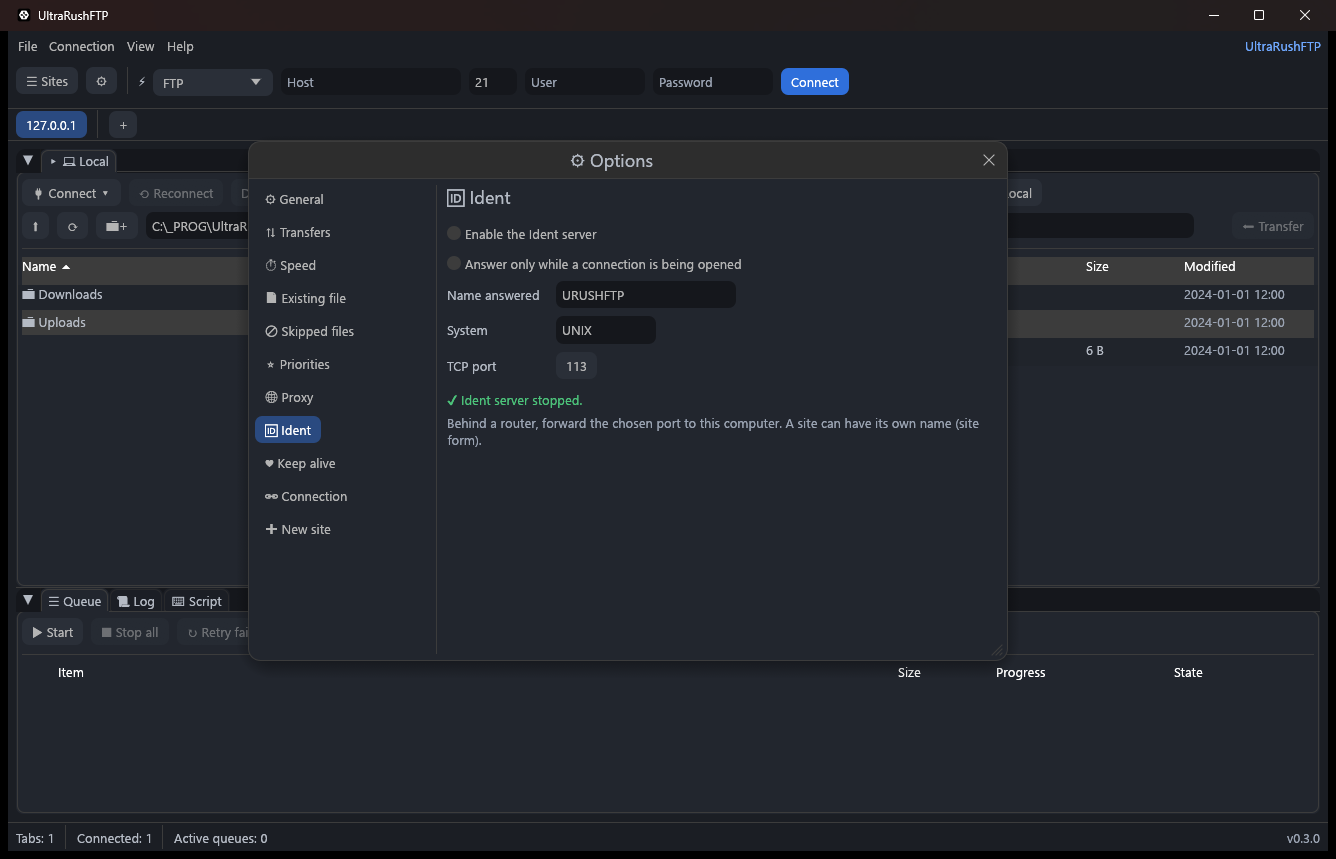 UltraRushFTP
File Connection View Help UltraRushFTP
Sites FTP Host 21 User Password Connect
127.0.0.1 +
Local
Options
Connect Reconnect
C:\_PROG\UltraR
Transfer
Name Size Modified
Downloads 2024-01-01 12:00
Uploads 2024-01-01 12:00
6 B 2024-01-01 12:00
General
Transfers
Speed
Existing file
Skipped files
Priorities
Proxy
Ident
Keep alive
Connection
New site
ID Ident
Enable the Ident server
Answer only while a connection is being opened
Name answered URUSHFTP
System UNIX
TCP port 113
✓ Ident server stopped.
Behind a router, forward the chosen port to this computer. A site can have its own name (site
form).
Queue Log Script
Start Stop all Retry fai
Item Size Progress State
Tabs: 1 Connected: 1 Active queues: 0 v0.3.0